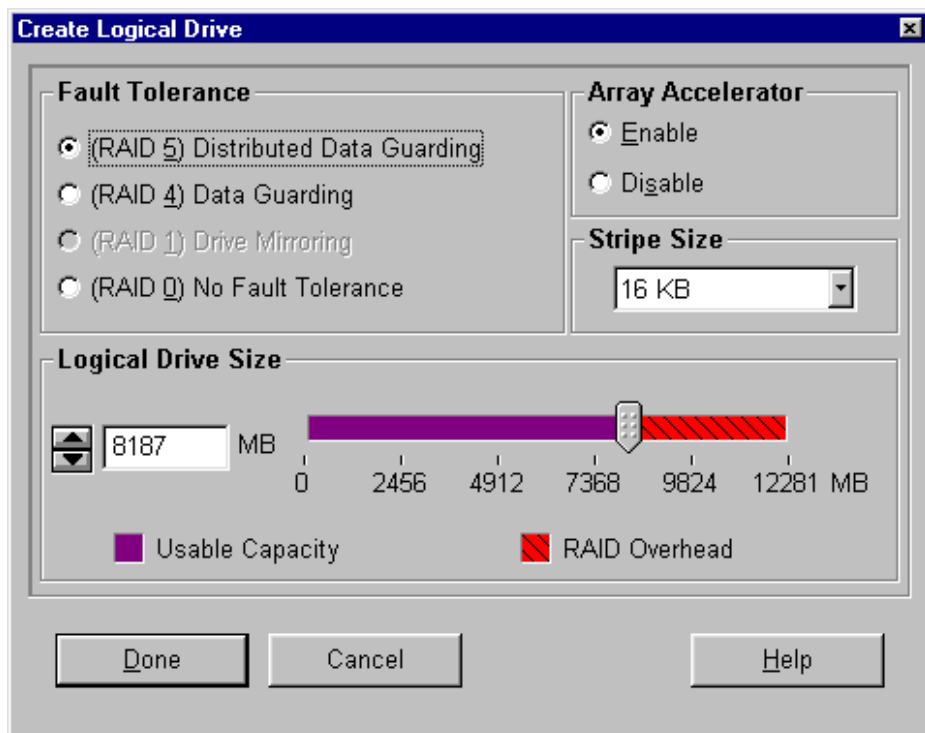 Create Logical Drive
Fault Tolerance
(RAID 5) Distributed Data Guarding
(RAID 4) Data Guarding
(RAID 1) Drive Mirroring
(RAID 0) No Fault Tolerance
Array Accelerator
Enable
Disable
Stripe Size
16 KB
Logical Drive Size
8187 MB
0 2456 4912 7368 9824 12281 MB
Usable Capacity RAID Overhead
Done Cancel Help